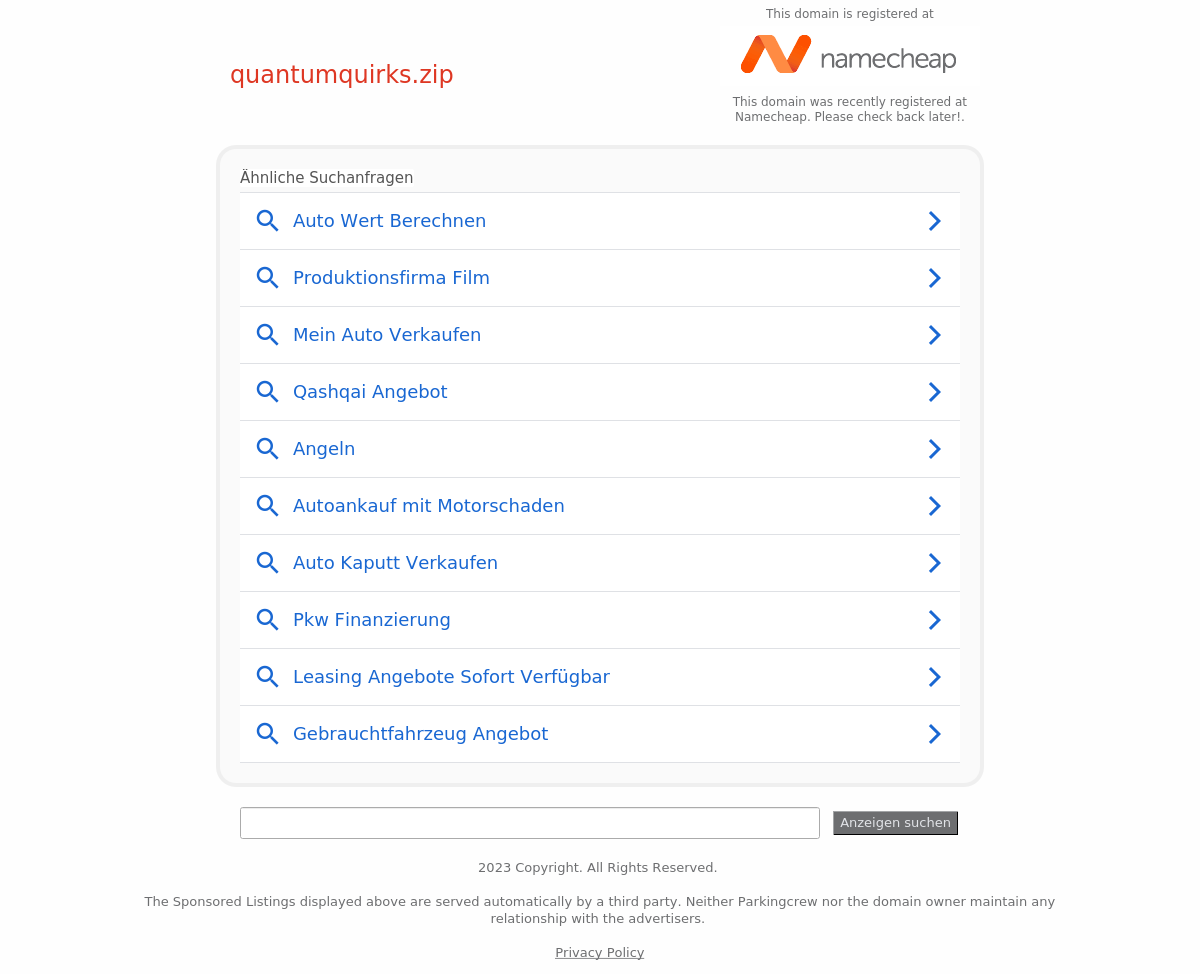 This domain is registered at
namecheap
quantumquirks.zip
This domain was recently registered at
Namecheap. Please check back later!.
Ähnliche Suchanfragen
Auto Wert Berechnen
Produktionsfirma Film
Mein Auto Verkaufen
Qashqai Angebot
Angeln
Autoankauf mit Motorschaden
Auto Kaputt Verkaufen
Pkw Finanzierung
Leasing Angebote Sofort Verfügbar
Gebrauchtfahrzeug Angebot
Anzeigen suchen
2023 Copyright. All Rights Reserved.
The Sponsored Listings displayed above are served automatically by a third party. Neither Parkingcrew nor the domain owner maintain any
relationship with the advertisers.
Privacy Policy